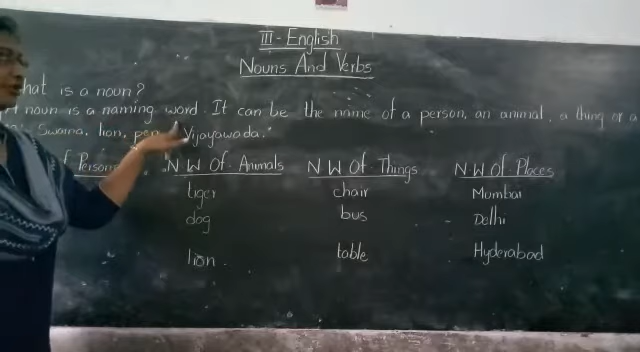 III - English
Nouns And Verbs
hat is a noun?
A noun is a naming word. It can be the name of a person, an animal, a thing or a
Swarna, lion, pen, Vijayawada.
f Persons N W Of Animals N W Of Things N.W Of Places
tiger chair Mumbai
dog bus Delhi
lion table Hyderabad